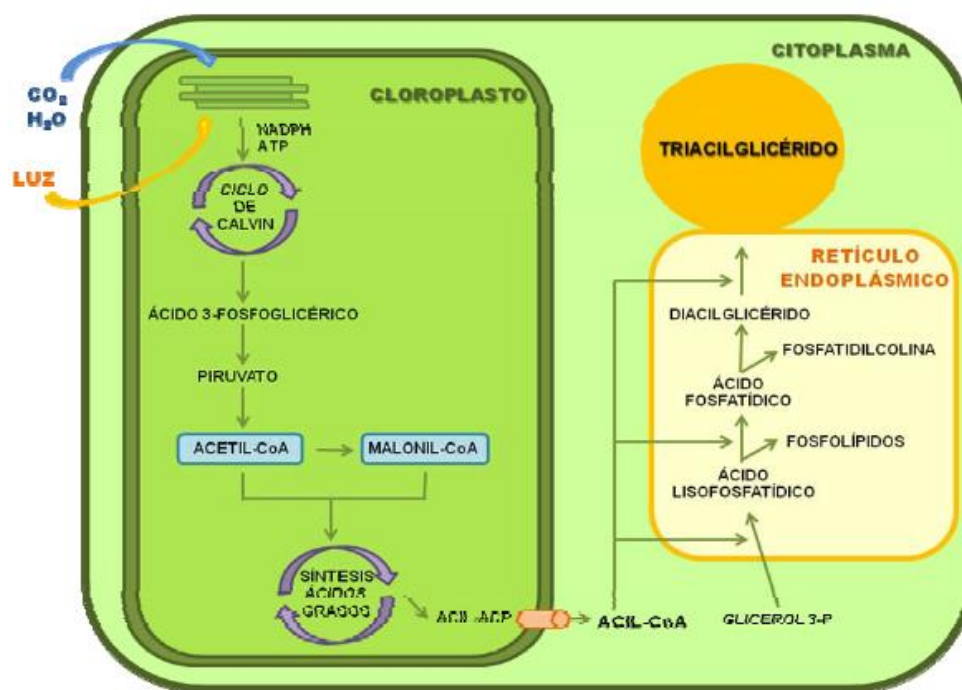 CITOPLASMA
CLOROPLASTO
CO₂
H₂O
LUZ
NADPH
ATP
CICLO
DE
CALVIN
ÁCIDO 3-FOSFOGLICÉRICO
PIRUVATO
ACETIL-CoA
MALONIL-CoA
SÍNTESIS
ÁCIDOS
GRASOS
ACIL-ACP
ACIL-CoA
GLICEROL 3-P
TRIACILGLICÉRIDO
RETÍCULO
ENDOPLÁSMICO
DIACILGLICÉRIDO
FOSFATIDILCOLINA
ÁCIDO
FOSFATÍDICO
FOSFOLÍPIDOS
ÁCIDO
LISOFOSFATÍDICO